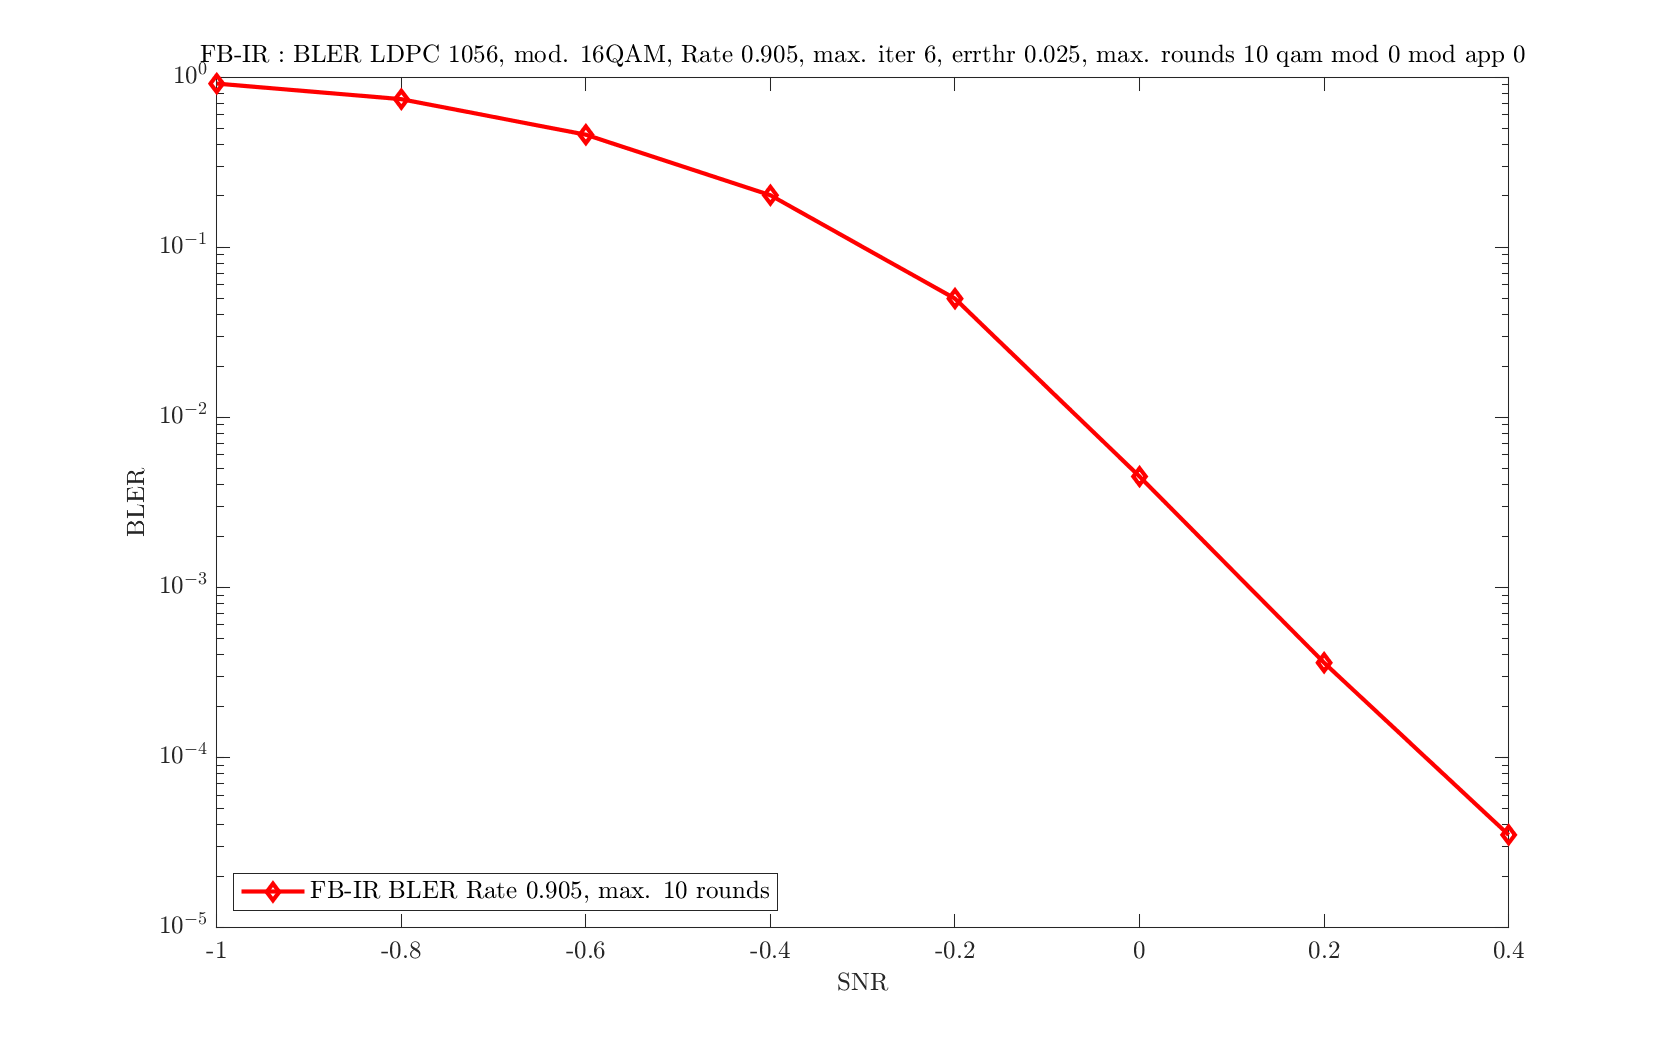 FB-IR : BLER LDPC 1056, mod. 16QAM, Rate 0.905, max. iter 6, errthr 0.025, max. rounds 10 qam mod 0 mod app 0
10^0
10^-1
10^-2
10^-3
10^-4
10^-5
BLER
FB-IR BLER Rate 0.905, max. 10 rounds
-1 -0.8 -0.6 -0.4 -0.2 0 0.2 0.4
SNR